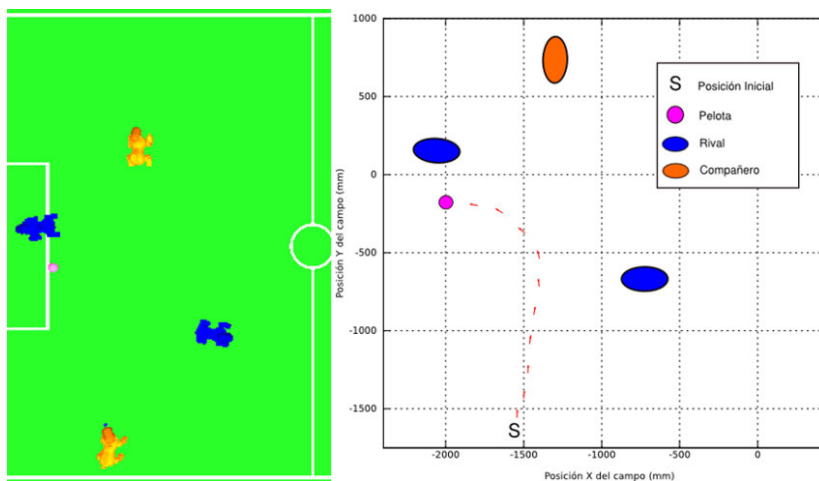 1000
500
0
-500
-1000
-1500
Posición Y del campo (mm)
S Posición Inicial
Pelota
Rival
Compañero
S
-2000 -1500 -1000 -500 0
Posición X del campo (mm)